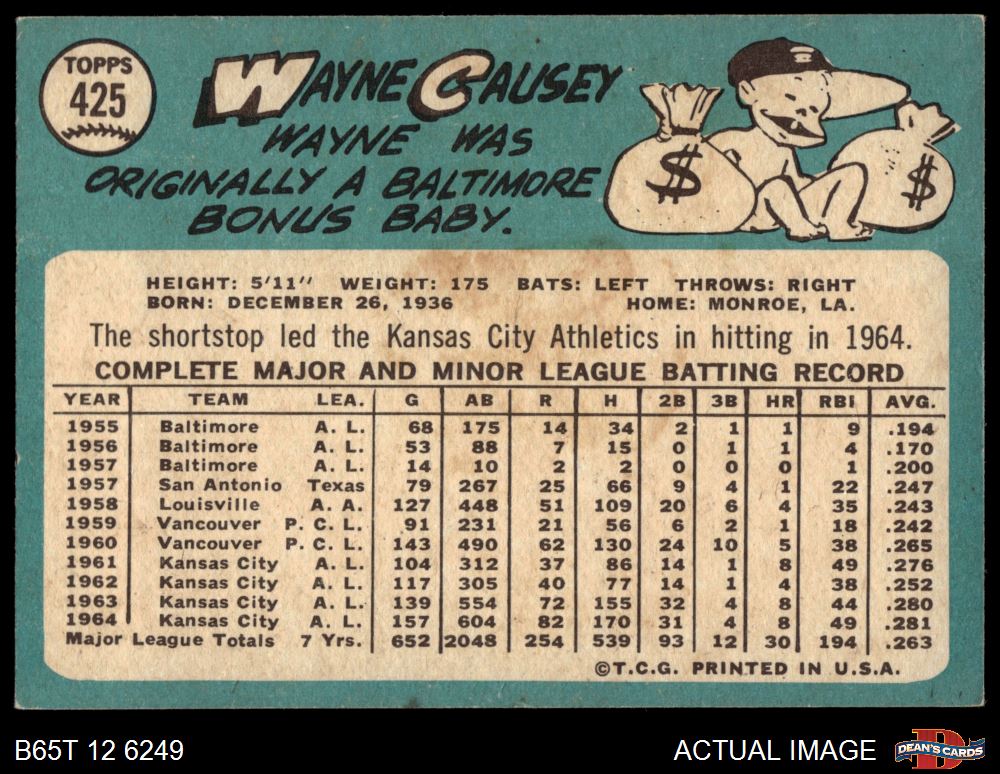 TOPPS
425
WAYNE CAUSEY
WAYNE WAS
ORIGINALLY A BALTIMORE
BONUS BABY.
$
$
HEIGHT: 5'11" WEIGHT: 175 BATS: LEFT THROWS: RIGHT
BORN: DECEMBER 26, 1936 HOME: MONROE, LA.
The shortstop led the Kansas City Athletics in hitting in 1964.
COMPLETE MAJOR AND MINOR LEAGUE BATTING RECORD
YEAR TEAM LEA. G AB R H 2B 3B HR RBI AVG.
1955 Baltimore A. L. 68 175 14 34 2 1 1 9 .194
1956 Baltimore A. L. 53 88 7 15 0 1 1 4 .170
1957 Baltimore A. L. 14 10 2 2 0 0 0 1 .200
1957 San Antonio Texas 79 267 25 66 9 4 1 22 .247
1958 Louisville A. A. 127 448 51 109 20 6 4 35 .243
1959 Vancouver P. C. L. 91 231 21 56 6 2 1 18 .242
1960 Vancouver P. C. L. 143 490 62 130 24 10 5 38 .265
1961 Kansas City A. L. 104 312 37 86 14 1 8 49 .276
1962 Kansas City A. L. 117 305 40 77 14 1 4 38 .252
1963 Kansas City A. L. 139 554 72 155 32 4 8 44 .280
1964 Kansas City A. L. 157 604 82 170 31 4 8 49 .281
Major League Totals 7 Yrs. 652 2048 254 539 93 12 30 194 .263
©T.C.G. PRINTED IN U.S.A.
B65T 12 6249
ACTUAL IMAGE
DEAN'S CARDS